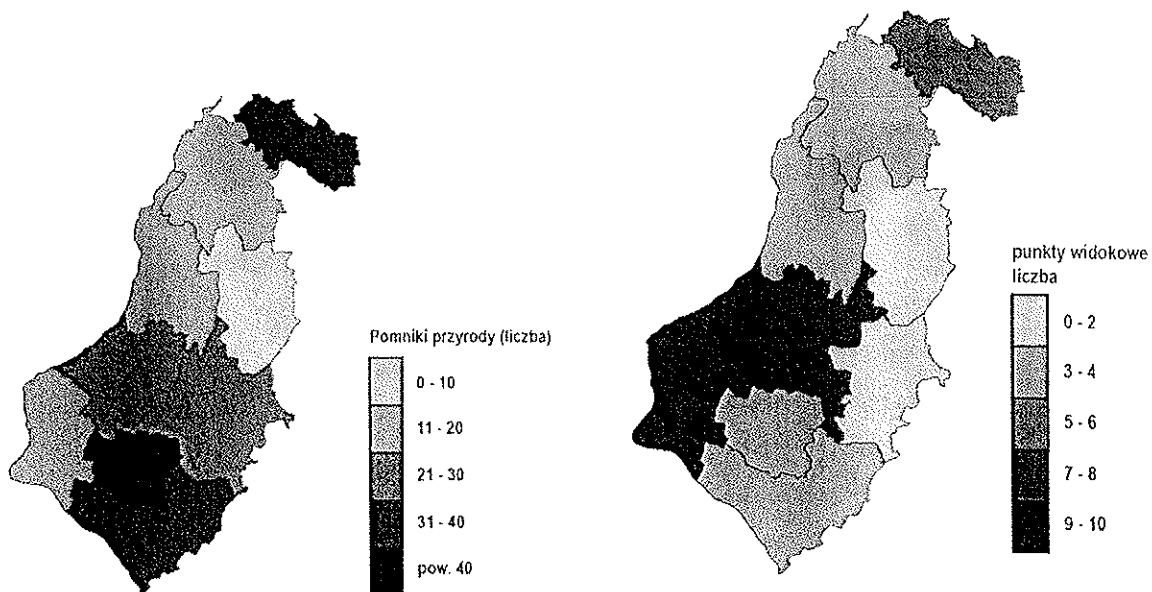 Pomniki przyrody (liczba)
0 - 10
11 - 20
21 - 30
31 - 40
pow. 40
punkty widokowe
liczba
0 - 2
3 - 4
5 - 6
7 - 8
9 - 10